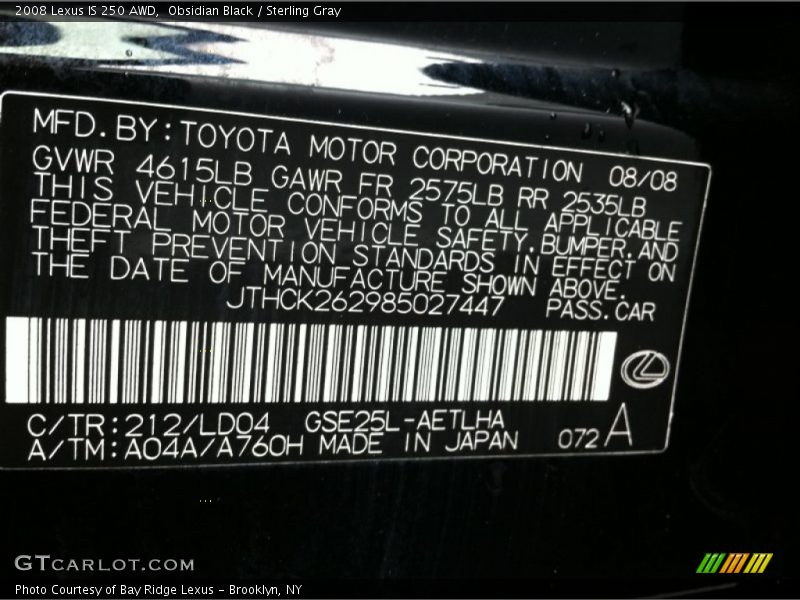 2008 Lexus IS 250 AWD,  Obsidian Black / Sterling Gray
MFD.BY:TOYOTA MOTOR CORPORATION 08/08
GVWR 4615LB GAWR FR 2575LB RR 2535LB
THIS VEHICLE CONFORMS TO ALL APPLICABLE
FEDERAL MOTOR VEHICLE SAFETY,BUMPER,AND
THEFT PREVENTION STANDARDS IN EFFECT ON
THE DATE OF MANUFACTURE SHOWN ABOVE.
JTHCK262985027447 PASS.CAR
C/TR:212/LD04 GSE25L-AETLHA
A/TM:A04A/A760H MADE IN JAPAN 072 A
GTCARLOT.COM
Photo Courtesy of Bay Ridge Lexus - Brooklyn, NY